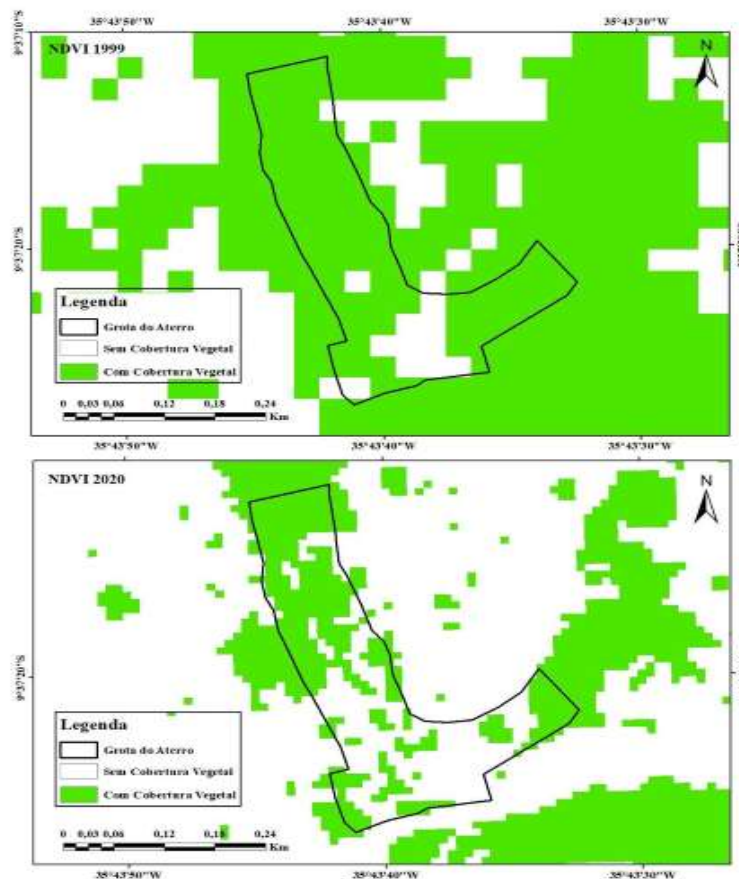 35°43'50"W 35°43'40"W 35°43'30"W
9°37'10"S
NDVI 1999
N
9°37'20"S
Legenda
Grota do Aterro
Sem Cobertura Vegetal
Com Cobertura Vegetal
0 0,03 0,06 0,12 0,18 0,24
Km
35°43'50"W 35°43'40"W 35°43'30"W
NDVI 2020
N
9°37'20"S
Legenda
Grota do Aterro
Sem Cobertura Vegetal
Com Cobertura Vegetal
0 0,03 0,06 0,12 0,18 0,24
Km
35°43'50"W 35°43'40"W 35°43'30"W